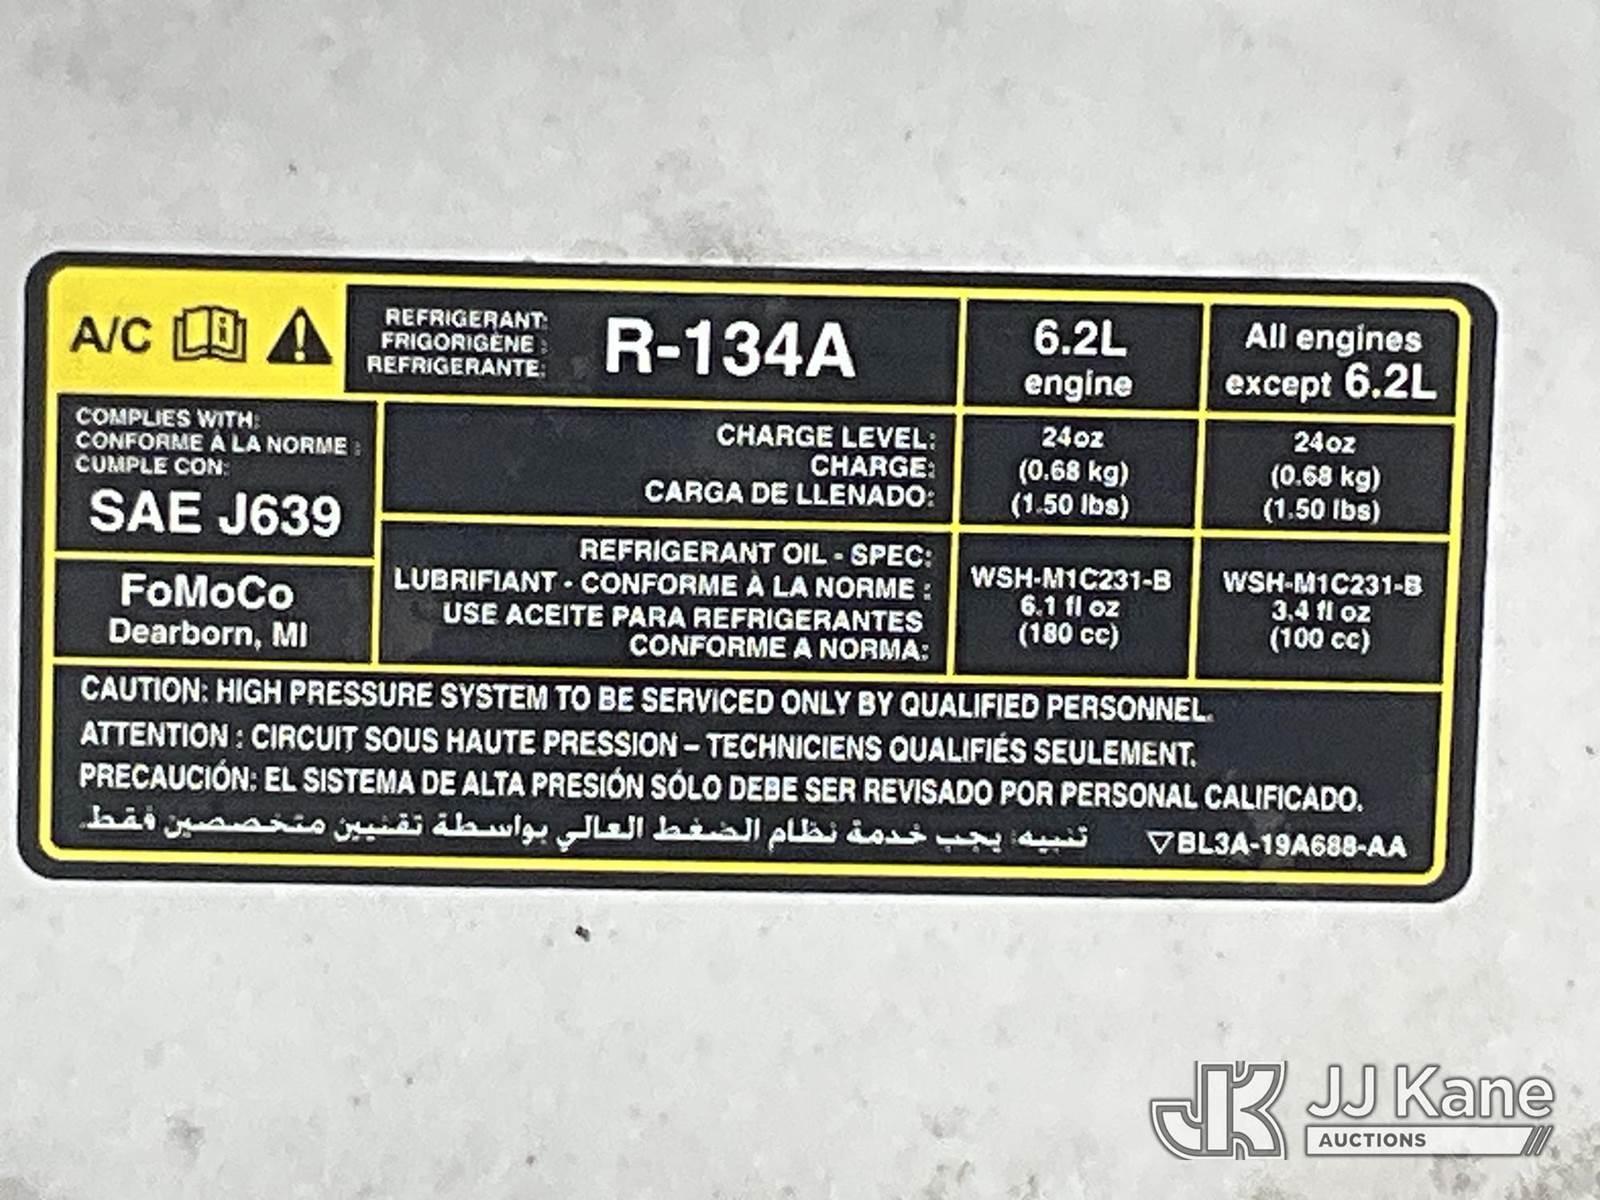 A/C
REFRIGERANT:
FRIGORIGÈNE :
REFRIGERANTE:
R-134A
6.2L
engine
All engines
except 6.2L
COMPLIES WITH:
CONFORME À LA NORME :
CUMPLE CON:
SAE J639
CHARGE LEVEL:
CHARGE:
CARGA DE LLENADO:
24oz
(0.68 kg)
(1.50 lbs)
24oz
(0.68 kg)
(1.50 lbs)
FoMoCo
Dearborn, MI
REFRIGERANT OIL - SPEC:
LUBRIFIANT - CONFORME À LA NORME :
USE ACEITE PARA REFRIGERANTES
CONFORME A NORMA:
WSH-M1C231-B
6.1 fl oz
(180 cc)
WSH-M1C231-B
3.4 fl oz
(100 cc)
CAUTION: HIGH PRESSURE SYSTEM TO BE SERVICED ONLY BY QUALIFIED PERSONNEL.
ATTENTION : CIRCUIT SOUS HAUTE PRESSION – TECHNICIENS QUALIFIÉS SEULEMENT.
PRECAUCIÓN: EL SISTEMA DE ALTA PRESIÓN SÓLO DEBE SER REVISADO POR PERSONAL CALIFICADO.
تنبيه: يجب خدمة نظام الضغط العالي بواسطة تقنيين متخصصين فقط.
BL3A-19A688-AA
JK JJ Kane
AUCTIONS